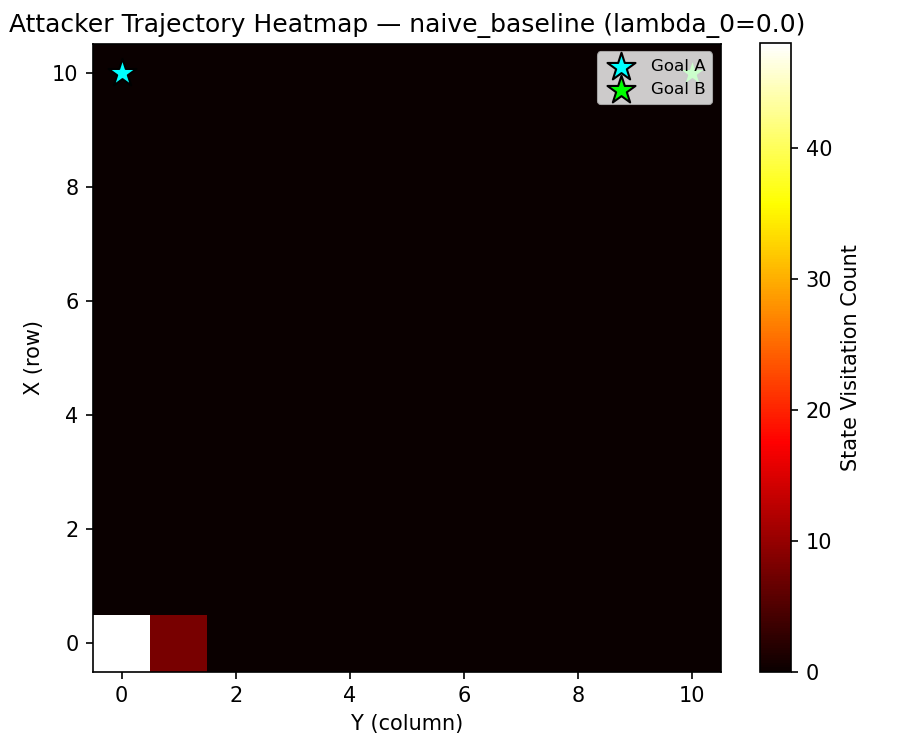 Attacker Trajectory Heatmap — naive_baseline (lambda_0=0.0)
Goal A
Goal B
10
8
6
4
2
0
X (row)
0
2
4
6
8
10
Y (column)
40
30
20
10
0
State Visitation Count